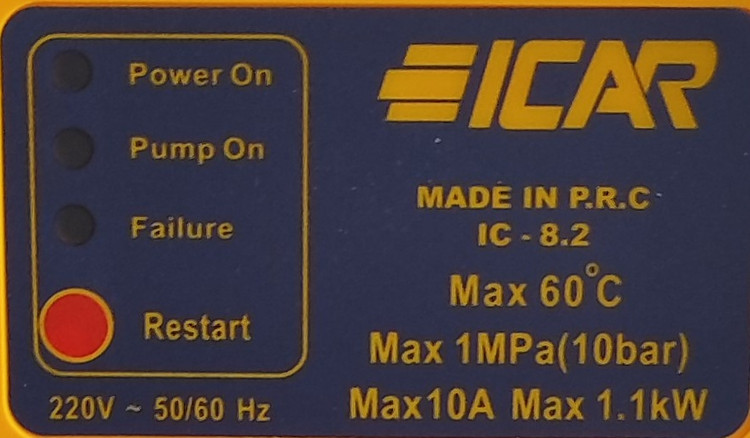 Power On
Pump On
Failure
Restart
220V ~ 50/60 Hz
ICAR
MADE IN P.R.C
IC - 8.2
Max 60°C
Max 1MPa(10bar)
Max10A Max 1.1kW